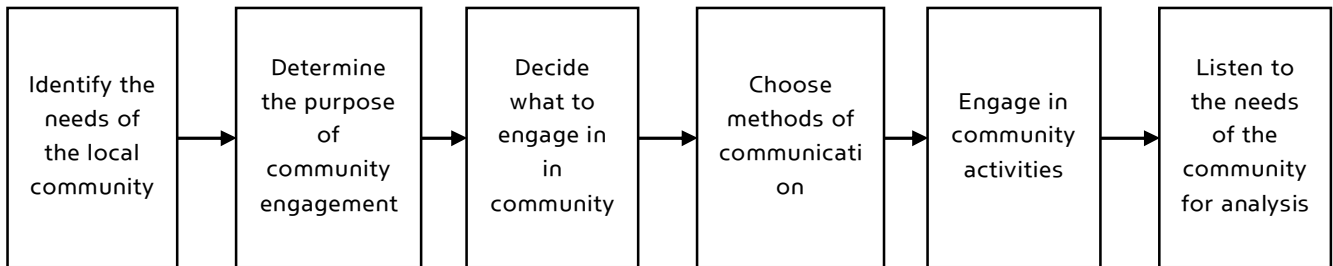 Identify the
needs of
the local
community
Determine
the purpose
of
community
engagement
Decide
what to
engage in
in
community
Choose
methods of
communicati
on
Engage in
community
activities
Listen to
the needs
of the
community
for analysis